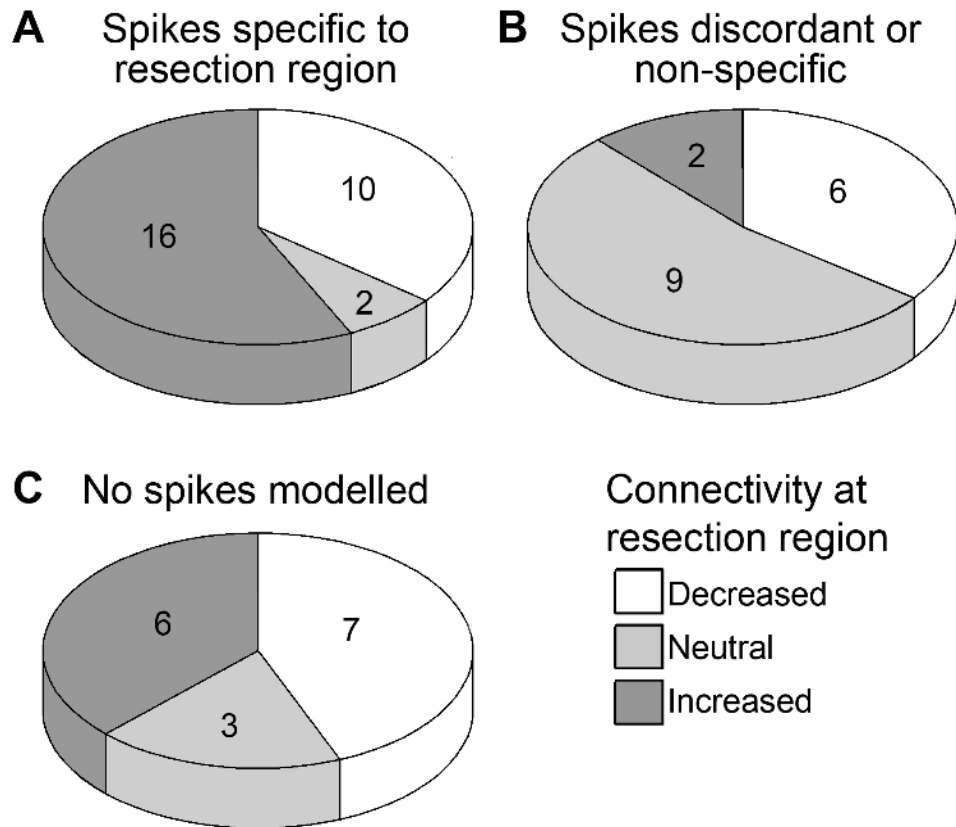 A Spikes specific to
resection region
10
16
2
B Spikes discordant or
non-specific
2
6
9
C No spikes modelled
6
7
3
Connectivity at
resection region
Decreased
Neutral
Increased